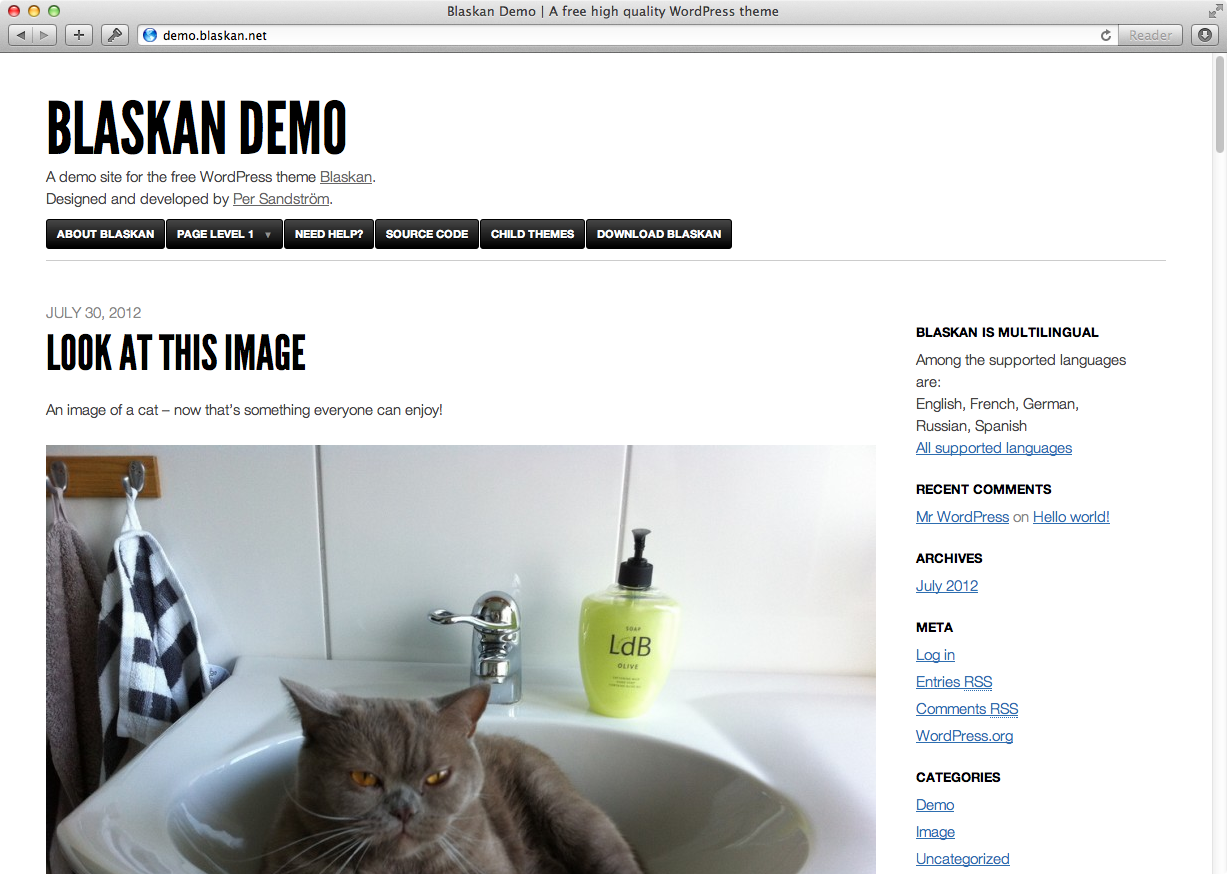 Blaskan Demo | A free high quality WordPress theme
demo.blaskan.net
Reader
BLASKAN DEMO
A demo site for the free WordPress theme Blaskan.
Designed and developed by Per Sandström.
ABOUT BLASKAN PAGE LEVEL 1 ▼ NEED HELP? SOURCE CODE CHILD THEMES DOWNLOAD BLASKAN
JULY 30, 2012
LOOK AT THIS IMAGE
An image of a cat – now that's something everyone can enjoy!
SOAP
LdB
OLIVE
BLASKAN IS MULTILINGUAL
Among the supported languages
are:
English, French, German,
Russian, Spanish
All supported languages
RECENT COMMENTS
Mr WordPress on Hello world!
ARCHIVES
July 2012
META
Log in
Entries RSS
Comments RSS
WordPress.org
CATEGORIES
Demo
Image
Uncategorized